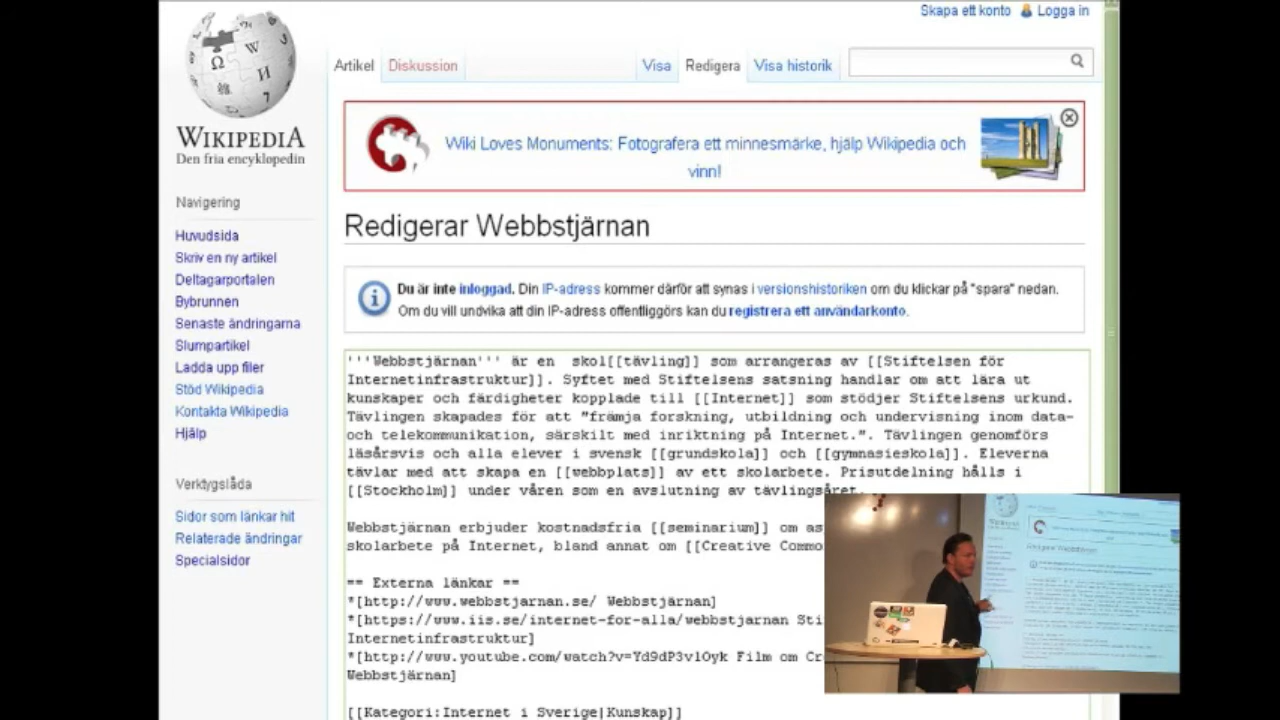 Skapa ett konto Logga in
Artikel Diskussion Visa Redigera Visa historik
WIKIPEDIA
Den fria encyklopedin
Wiki Loves Monuments: Fotografera ett minnesmärke, hjälp Wikipedia och
vinn!
Navigering
Huvudsida
Skriv en ny artikel
Deltagarportalen
Bybrunnen
Senaste ändringarna
Slumpartikel
Ladda upp filer
Stöd Wikipedia
Kontakta Wikipedia
Hjälp
Verktygslåda
Sidor som länkar hit
Relaterade ändringar
Specialsidor
Redigerar Webbstjärnan
Du är inte inloggad. Din IP-adress kommer därför att synas i versionshistoriken om du klickar på "spara" nedan.
Om du vill undvika att din IP-adress offentliggörs kan du registrera ett användarkonto.
'''Webbstjärnan''' är en skol[[tävling]] som arrangeras av [[Stiftelsen för
Internetinfrastruktur]]. Syftet med Stiftelsens satsning handlar om att lära ut
kunskaper och färdigheter kopplade till [[Internet]] som stödjer Stiftelsens urkund.
Tävlingen skapades för att "främja forskning, utbildning och undervisning inom data-
och telekommunikation, särskilt med inriktning på Internet.". Tävlingen genomförs
läsårsvis och alla elever i svensk [[grundskola]] och [[gymnasieskola]]. Eleverna
tävlar med att skapa en [[webbplats]] av ett skolarbete. Prisutdelning hålls i
[[Stockholm]] under våren som en avslutning av tävlingsåret.
Webbstjärnan erbjuder kostnadsfria [[seminarium]] om as
skolarbete på Internet, bland annat om [[Creative Commo
== Externa länkar ==
*[http://www.webbstjarnan.se/ Webbstjärnan]
*[https://www.iis.se/internet-for-alla/webbstjarnan Sti
Internetinfrastruktur]
*[http://www.youtube.com/watch?v=Yd9dP3vlOyk Film om Cr
Webbstjärnan]
[[Kategori:Internet i Sverige|Kunskap]]
Redigerar Webbstjärnan